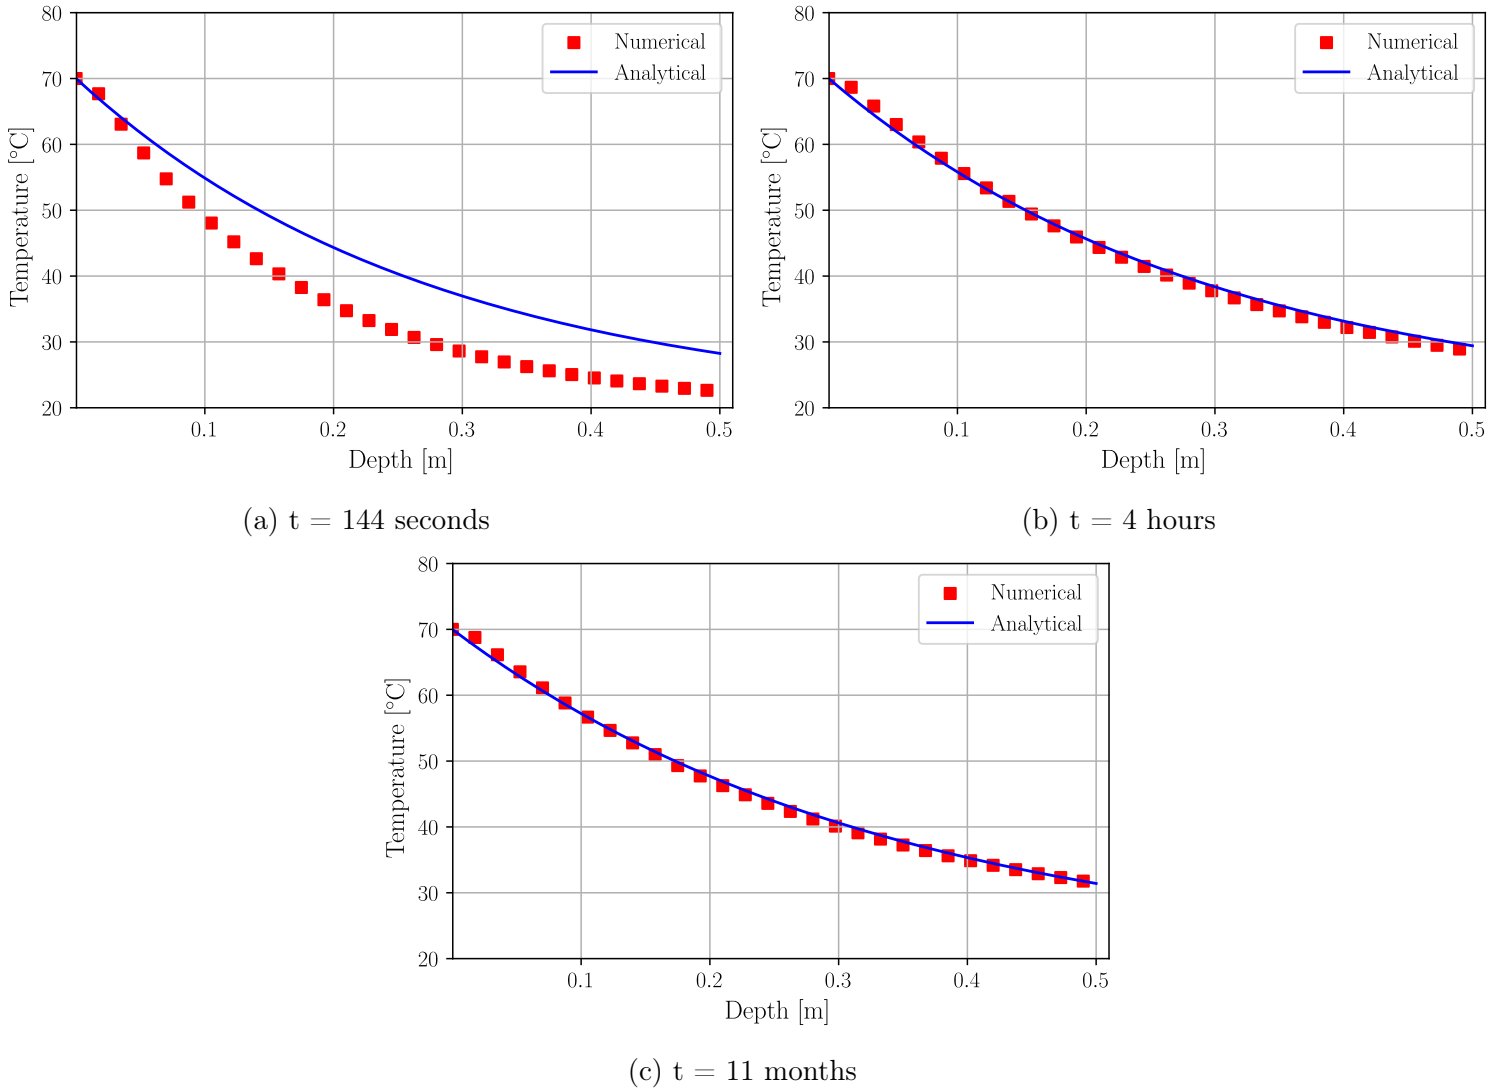 80
70
60
50
40
30
20
Temperature [°C]
Numerical
Analytical
0.1 0.2 0.3 0.4 0.5
Depth [m]
(a) t = 144 seconds
80
70
60
50
40
30
20
Temperature [°C]
Numerical
Analytical
0.1 0.2 0.3 0.4 0.5
Depth [m]
(b) t = 4 hours
80
70
60
50
40
30
20
Temperature [°C]
Numerical
Analytical
0.1 0.2 0.3 0.4 0.5
Depth [m]
(c) t = 11 months